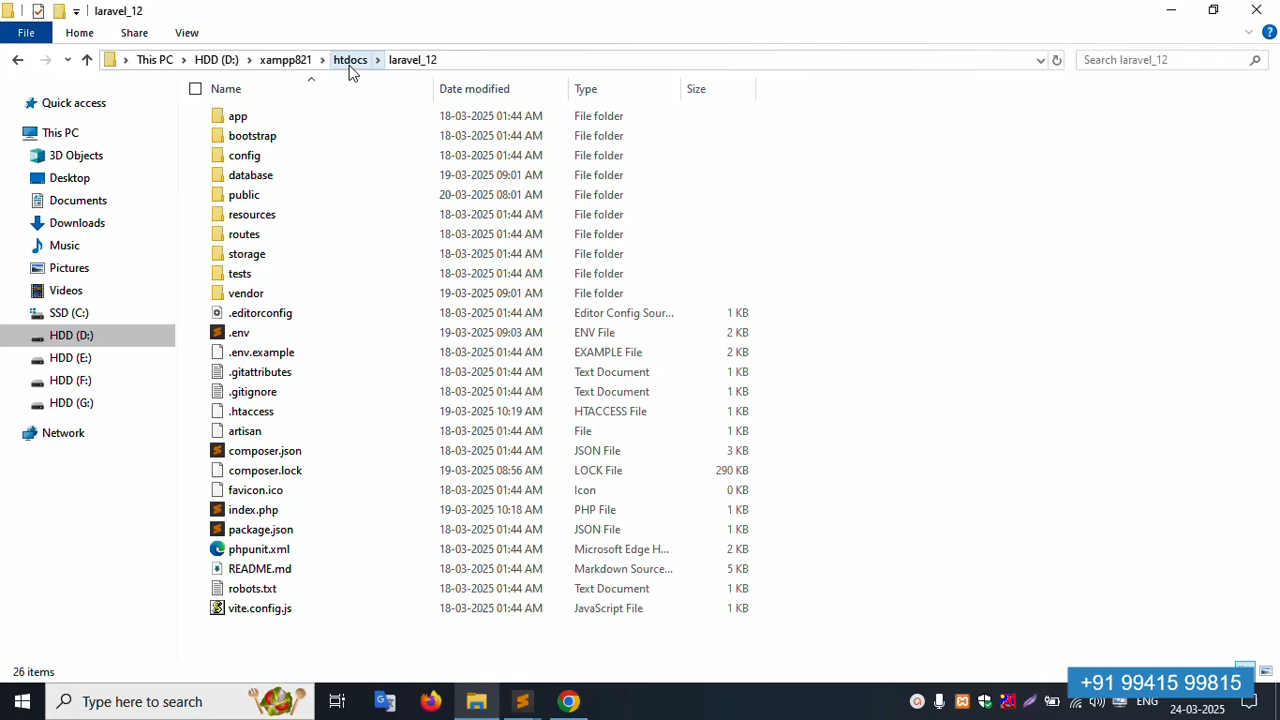 laravel_12
File Home Share View
This PC HDD (D:) xampp821 htdocs laravel_12 Search laravel_12
Name Date modified Type Size
Quick access
This PC
3D Objects
Desktop
Documents
Downloads
Music
Pictures
Videos
SSD (C:)
HDD (D:)
HDD (E:)
HDD (F:)
HDD (G:)
Network
app 18-03-2025 01:44 AM File folder
bootstrap 18-03-2025 01:44 AM File folder
config 18-03-2025 01:44 AM File folder
database 19-03-2025 09:01 AM File folder
public 20-03-2025 08:01 AM File folder
resources 18-03-2025 01:44 AM File folder
routes 18-03-2025 01:44 AM File folder
storage 18-03-2025 01:44 AM File folder
tests 18-03-2025 01:44 AM File folder
vendor 19-03-2025 09:01 AM File folder
.editorconfig 18-03-2025 01:44 AM Editor Config Sour... 1 KB
.env 19-03-2025 09:03 AM ENV File 2 KB
.env.example 18-03-2025 01:44 AM EXAMPLE File 2 KB
.gitattributes 18-03-2025 01:44 AM Text Document 1 KB
.gitignore 18-03-2025 01:44 AM Text Document 1 KB
.htaccess 19-03-2025 10:19 AM HTACCESS File 1 KB
artisan 18-03-2025 01:44 AM File 1 KB
composer.json 18-03-2025 01:44 AM JSON File 3 KB
composer.lock 19-03-2025 08:56 AM LOCK File 290 KB
favicon.ico 18-03-2025 01:44 AM Icon 0 KB
index.php 19-03-2025 10:18 AM PHP File 1 KB
package.json 18-03-2025 01:44 AM JSON File 1 KB
phpunit.xml 18-03-2025 01:44 AM Microsoft Edge H... 2 KB
README.md 18-03-2025 01:44 AM Markdown Source... 5 KB
robots.txt 18-03-2025 01:44 AM Text Document 1 KB
vite.config.js 18-03-2025 01:44 AM JavaScript File 1 KB
26 items
+91 99415 99815
Type here to search
ENG
24-03-2025